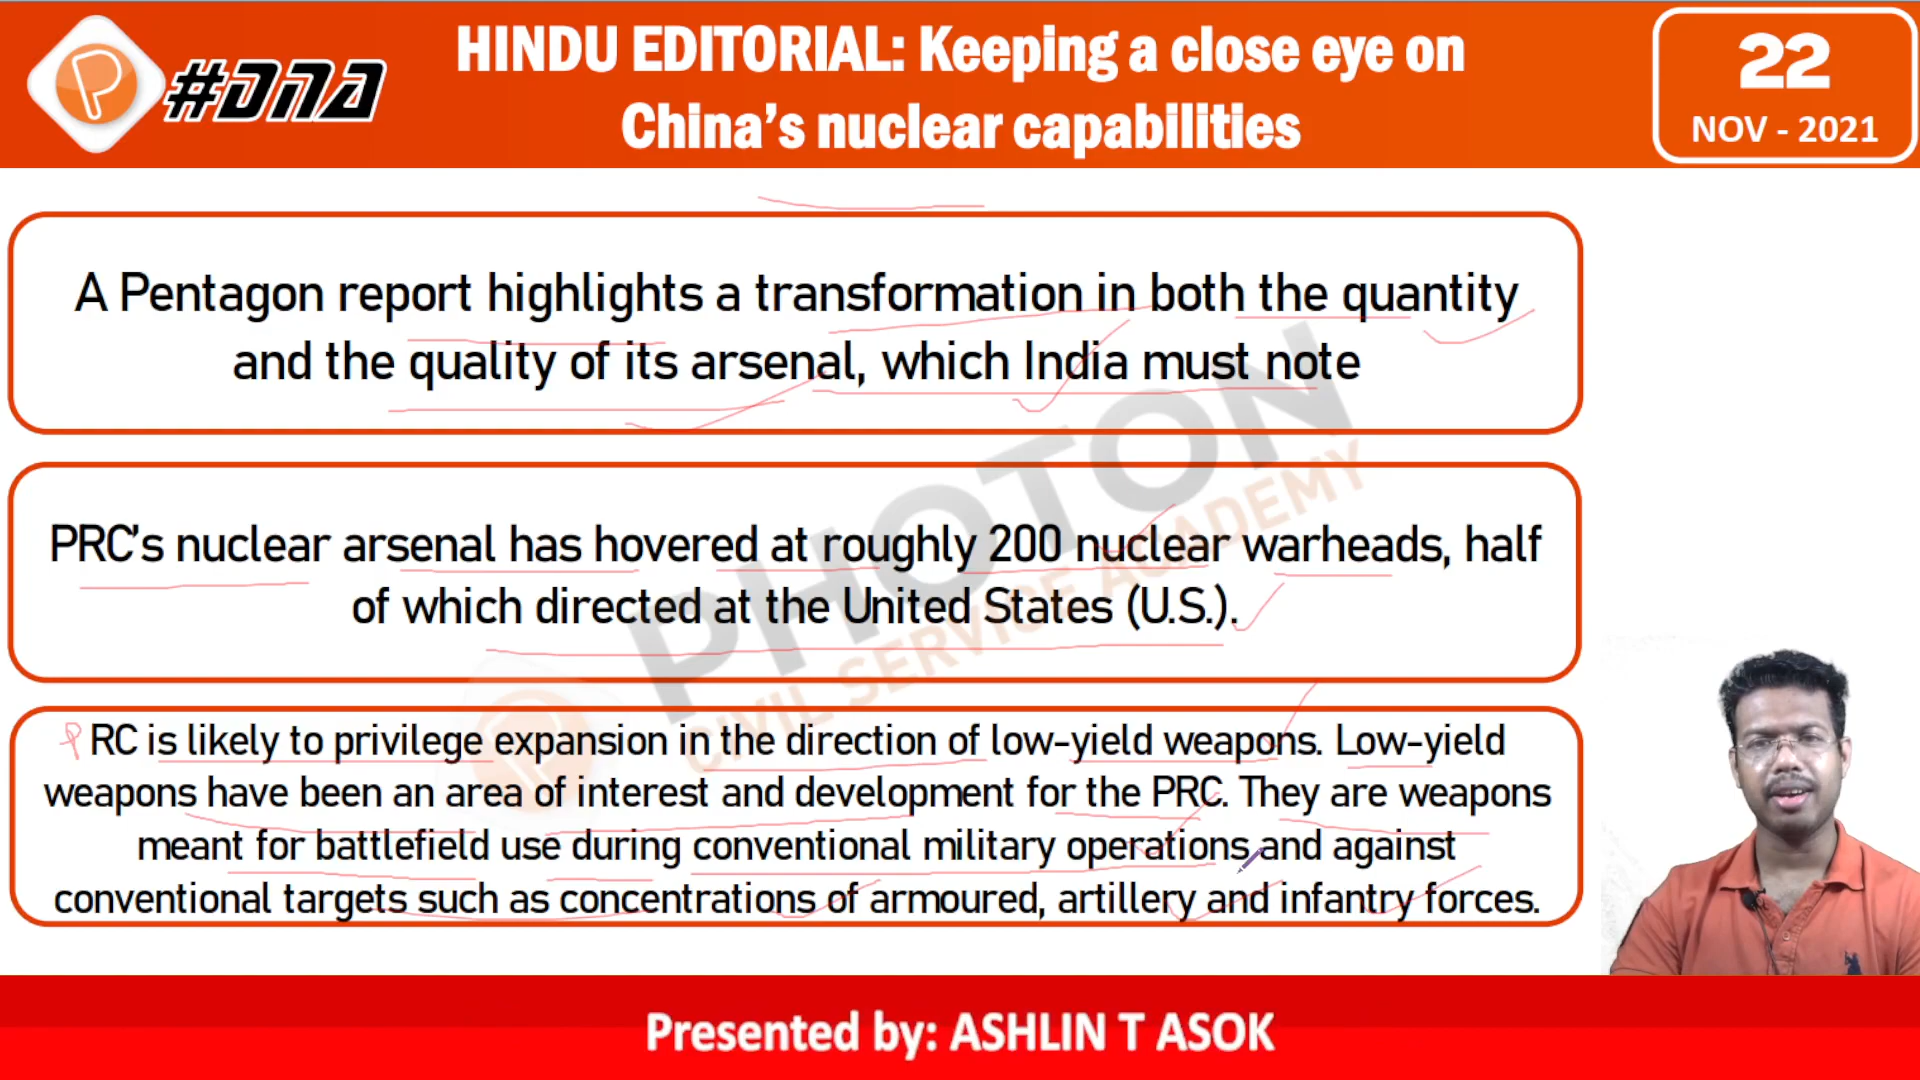 #DNA
HINDU EDITORIAL: Keeping a close eye on
China's nuclear capabilities
22
NOV - 2021
A Pentagon report highlights a transformation in both the quantity
and the quality of its arsenal, which India must note
PRC's nuclear arsenal has hovered at roughly 200 nuclear warheads, half
of which directed at the United States (U.S.).
PRC is likely to privilege expansion in the direction of low-yield weapons. Low-yield
weapons have been an area of interest and development for the PRC. They are weapons
meant for battlefield use during conventional military operations and against
conventional targets such as concentrations of armoured, artillery and infantry forces.
PHOTON
CIVIL SERVICE ACADEMY
Presented by: ASHLIN T ASOK